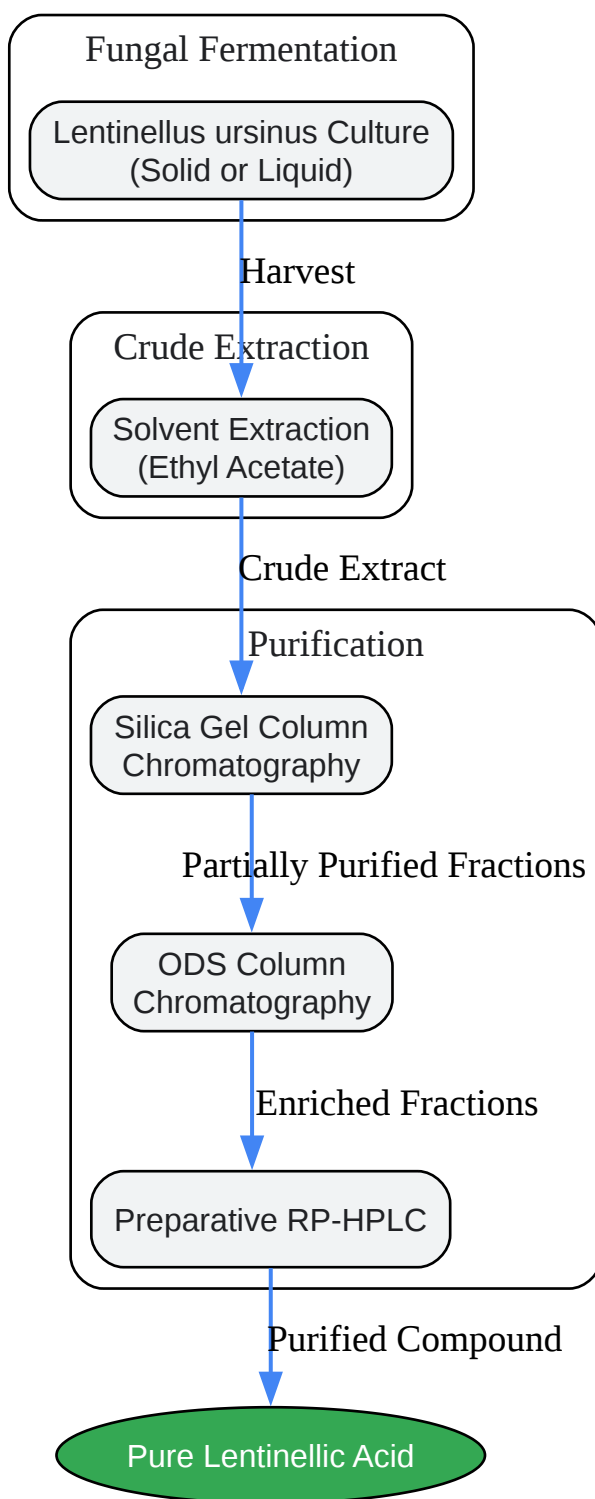 Fungal Fermentation
Lentinellus ursinus Culture
(Solid or Liquid)
Harvest
Crude Extraction
Solvent Extraction
(Ethyl Acetate)
Crude Extract
Purification
Silica Gel Column
Chromatography
Partially Purified Fractions
ODS Column
Chromatography
Enriched Fractions
Preparative RP-HPLC
Purified Compound
Pure Lentinellic Acid